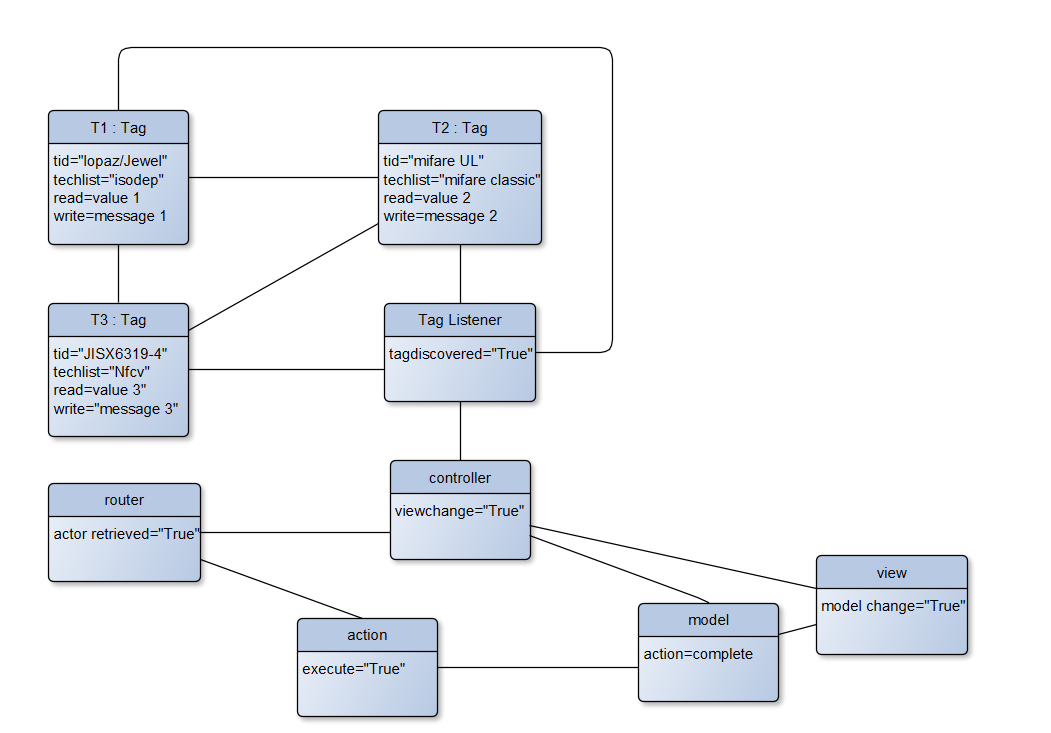 T1 : Tag
tid="lopaz/Jewel"
techlist="isodep"
read=value 1
write=message 1
T2 : Tag
tid="mifare UL"
techlist="mifare classic"
read=value 2
write=message 2
T3 : Tag
tid="JISX6319-4"
techlist="Nfcv"
read=value 3"
write="message 3"
Tag Listener
tagdiscovered="True"
controller
viewchange="True"
router
actor retrieved="True"
view
model change="True"
model
action=complete
action
execute="True"